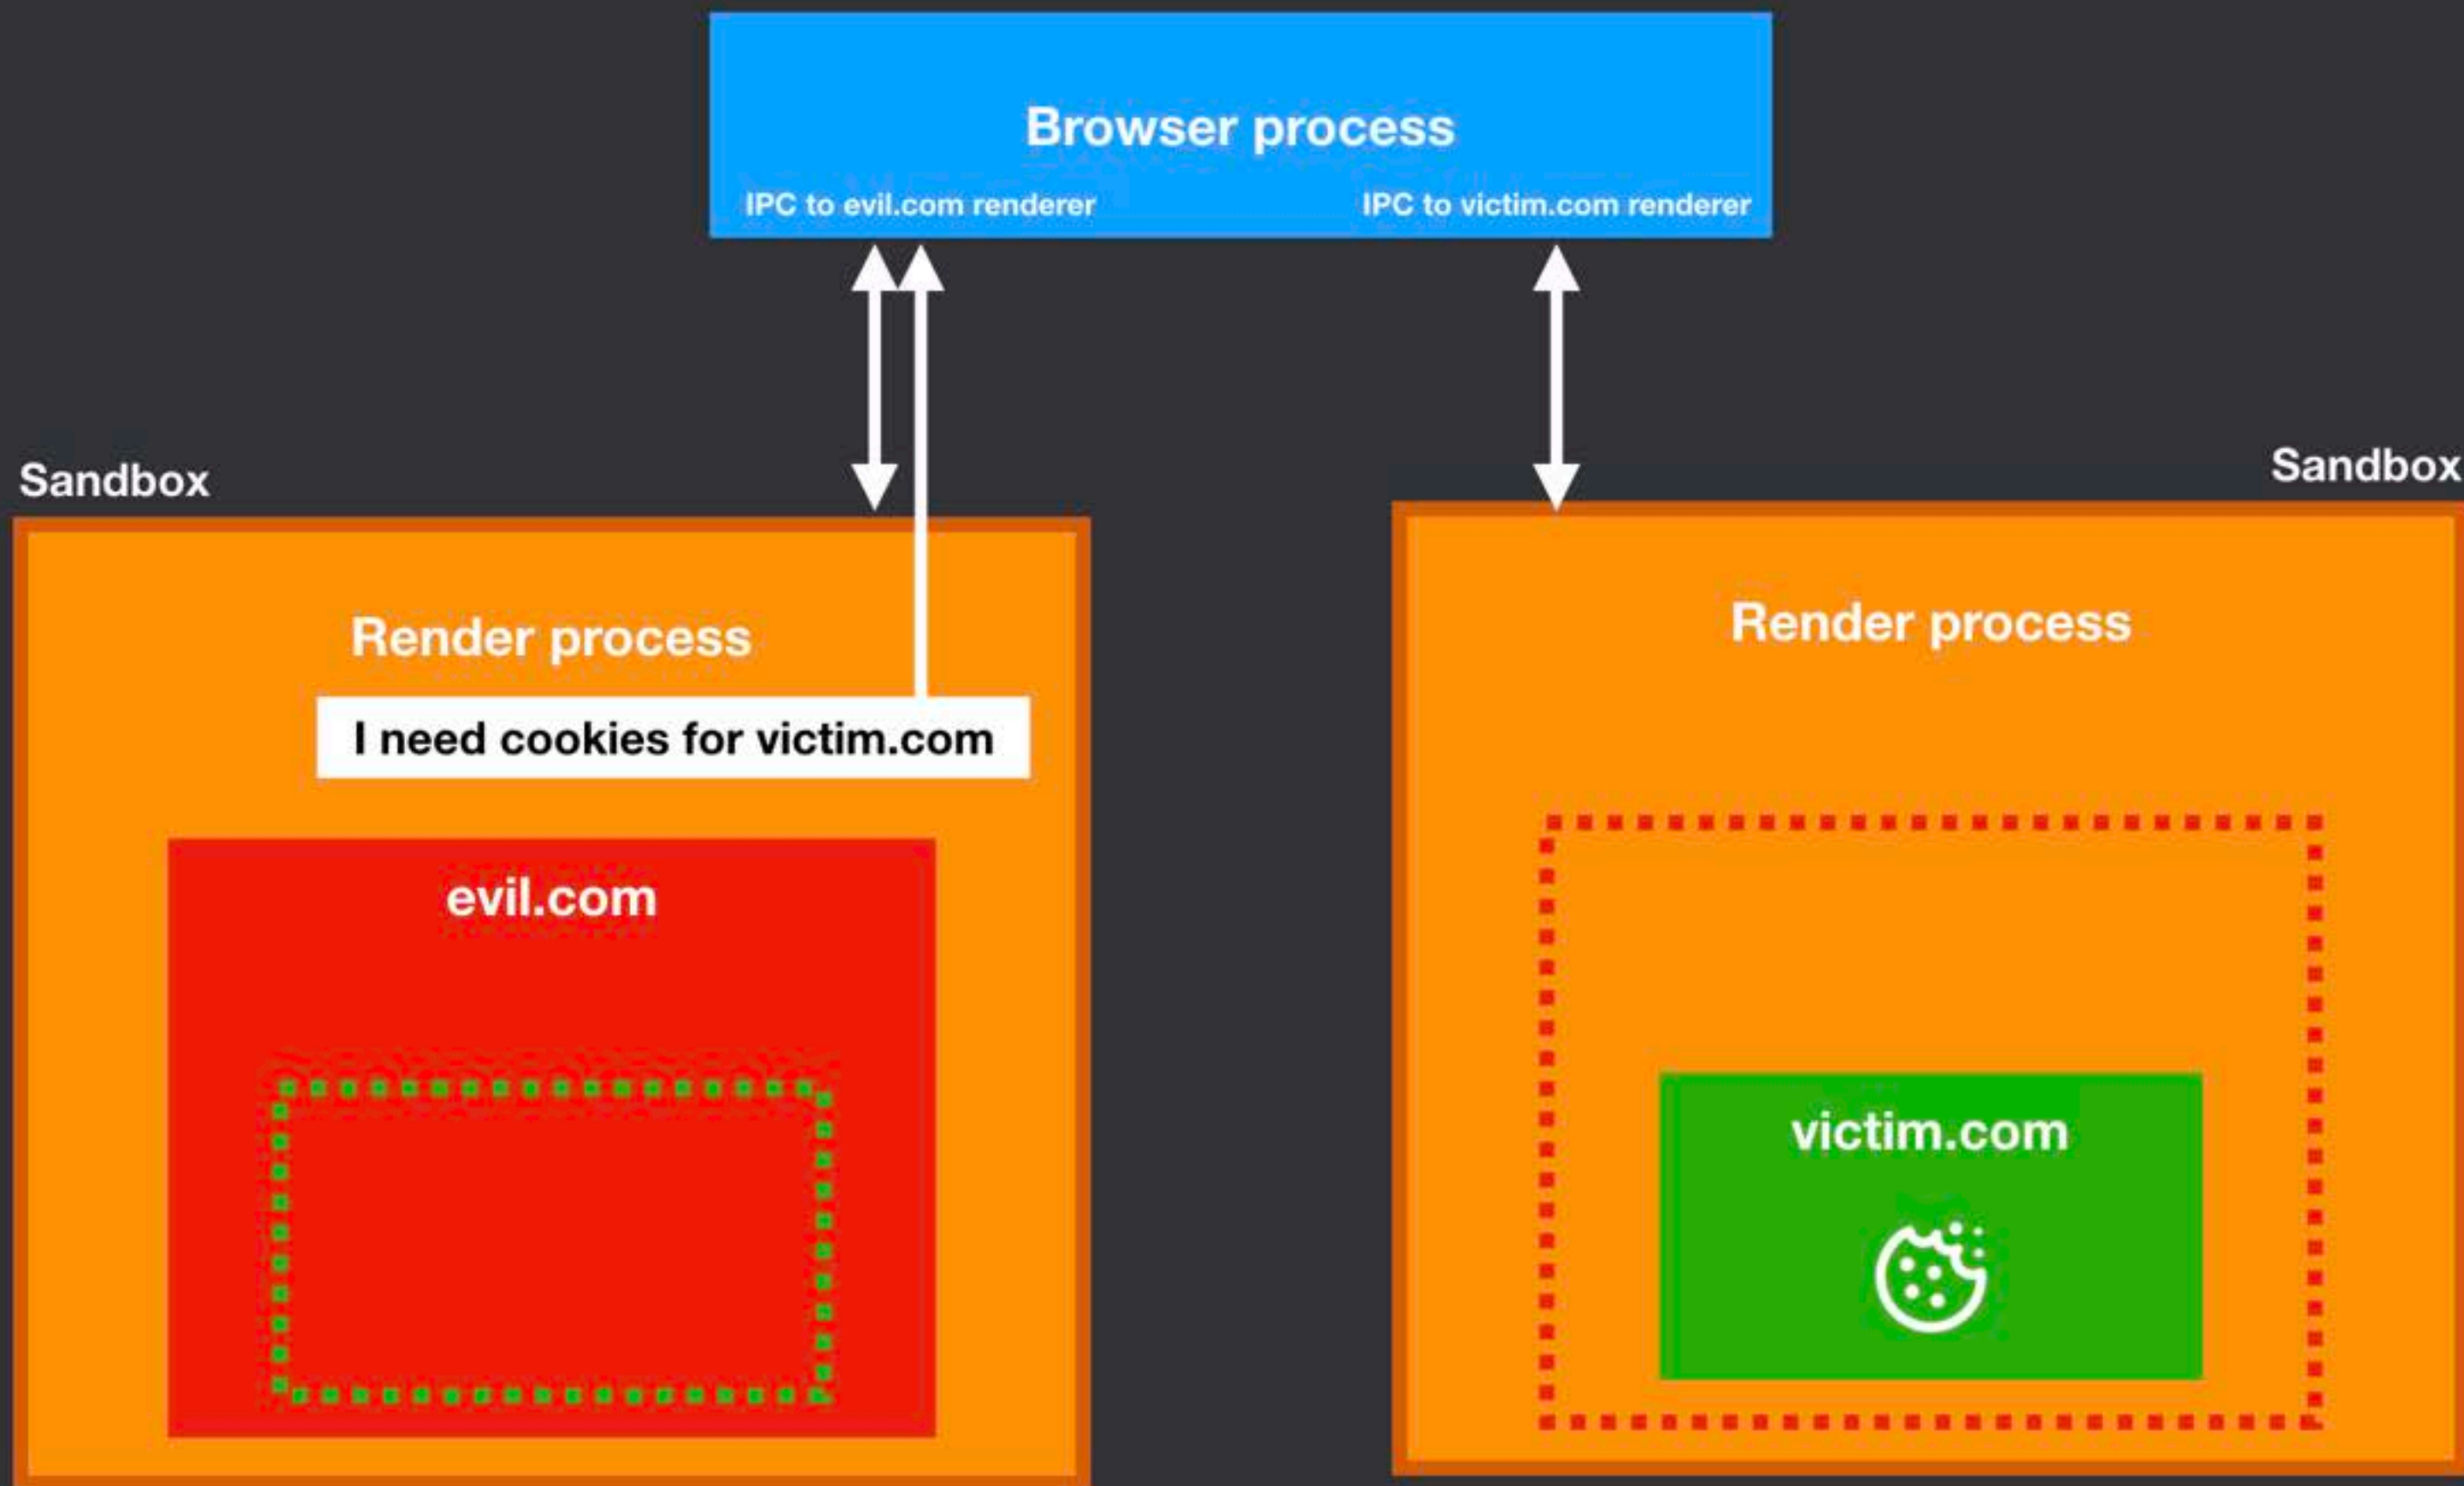 Browser process
IPC to evil.com renderer
IPC to victim.com renderer
Sandbox
Sandbox
Render process
Render process
I need cookies for victim.com
evil.com
victim.com